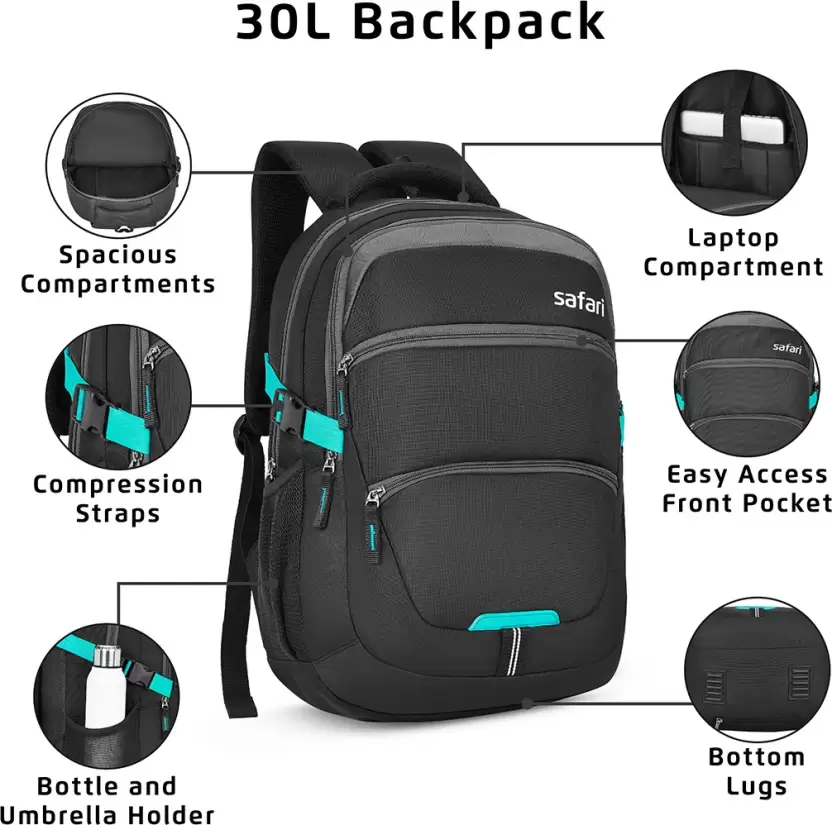 30L Backpack
Spacious
Compartments
Laptop
Compartment
safari
safari
Compression
Straps
Easy Access
Front Pocket
Bottle and
Umbrella Holder
Bottom
Lugs